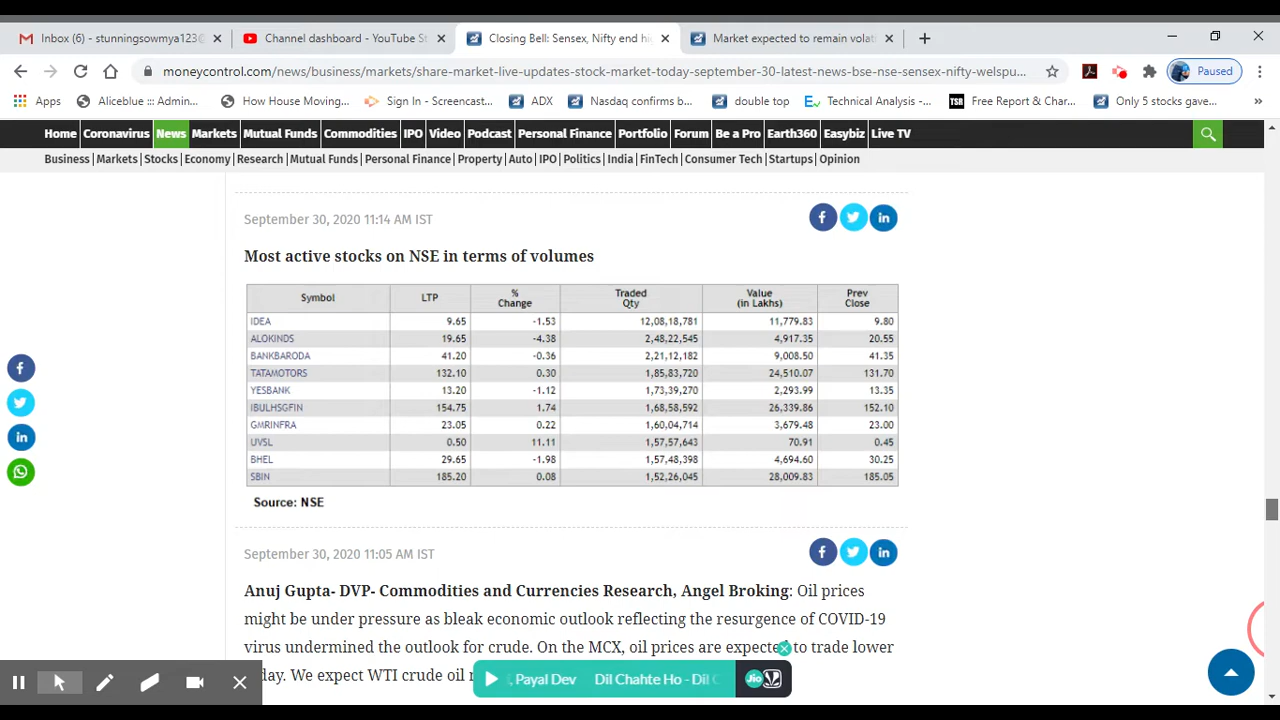 Inbox (6) - stunningsowmya123@
Channel dashboard - YouTube St
Closing Bell: Sensex, Nifty end hi
Market expected to remain volati
moneycontrol.com/news/business/markets/share-market-live-updates-stock-market-today-september-30-latest-news-bse-nse-sensex-nifty-welspu...
Paused
Apps
Aliceblue ::: Admin...
How House Moving...
Sign In - Screencast...
ADX
Nasdaq confirms b...
double top
Technical Analysis -...
TSR
Free Report & Char...
Only 5 stocks gave...
»
Home Coronavirus News Markets Mutual Funds Commodities IPO Video Podcast Personal Finance Portfolio Forum Be a Pro Earth360 Easybiz Live TV
Business | Markets | Stocks | Economy | Research | Mutual Funds | Personal Finance | Property | Auto | IPO | Politics | India | FinTech | Consumer Tech | Startups | Opinion
September 30, 2020 11:14 AM IST
Most active stocks on NSE in terms of volumes
Symbol LTP % Change Traded Qty Value (in Lakhs) Prev Close
IDEA 9.65 -1.53 12,08,18,781 11,779.83 9.80
ALOKINDS 19.65 -4.38 2,48,22,545 4,917.35 20.55
BANKBARODA 41.20 -0.36 2,21,12,182 9,008.50 41.35
TATAMOTORS 132.10 0.30 1,85,83,720 24,510.07 131.70
YESBANK 13.20 -1.12 1,73,39,270 2,293.99 13.35
IBULHSGFIN 154.75 1.74 1,68,58,592 26,339.86 152.10
GMRINFRA 23.05 0.22 1,60,04,714 3,679.48 23.00
UVSL 0.50 11.11 1,57,57,643 70.91 0.45
BHEL 29.65 -1.98 1,57,48,398 4,694.60 30.25
SBIN 185.20 0.08 1,52,26,045 28,009.83 185.05
Source: NSE
September 30, 2020 11:05 AM IST
Anuj Gupta- DVP- Commodities and Currencies Research, Angel Broking: Oil prices
might be under pressure as bleak economic outlook reflecting the resurgence of COVID-19
virus undermined the outlook for crude. On the MCX, oil prices are expected to trade lower
day. We expect WTI crude oil
Payal Dev Dil Chahte Ho - Dil C
Jio